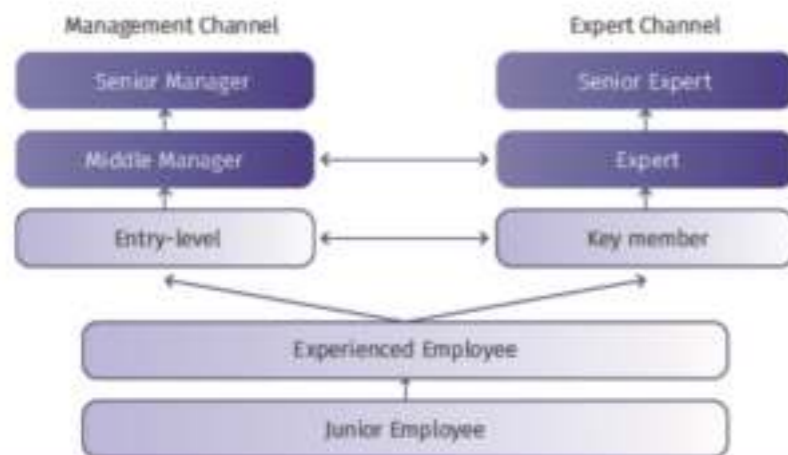 Management Channel Expert Channel
Senior Manager Senior Expert
Middle Manager Expert
Entry-level Key member
Experienced Employee
Junior Employee